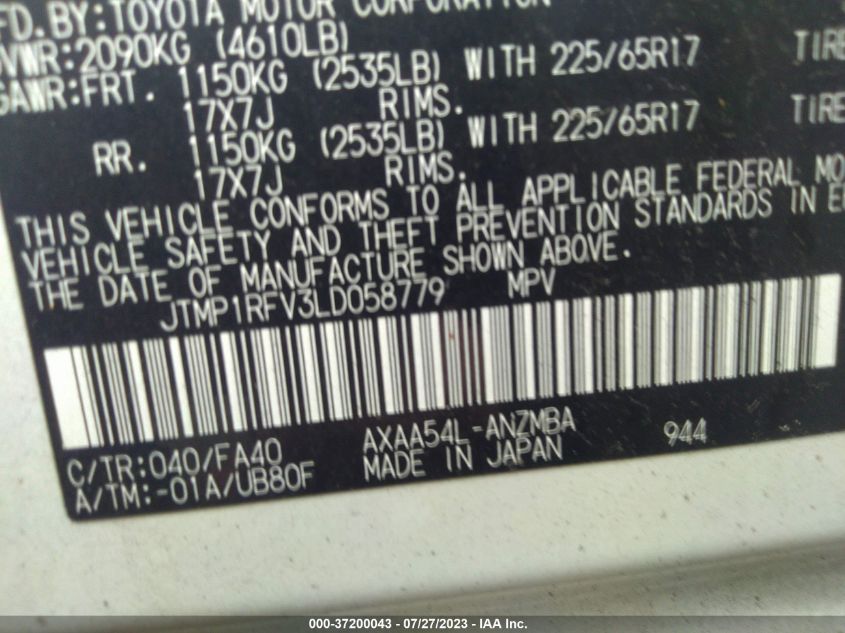 FD.BY:TOYOTA MOTOR CORPORATION
GVWR:2090KG (4610LB)
GAWR:FRT. 1150KG (2535LB) WITH 225/65R17 TIRE
17X7J RIMS.
RR. 1150KG (2535LB) WITH 225/65R17 TIRE
17X7J RIMS.
THIS VEHICLE CONFORMS TO ALL APPLICABLE FEDERAL MO
VEHICLE SAFETY AND THEFT PREVENTION STANDARDS IN E
THE DATE OF MANUFACTURE SHOWN ABOVE.
JTMP1RFV3LD058779 MPV
C/TR:040/FA40 AXAA54L-ANZMBA 944
A/TM:-01A/UB80F MADE IN JAPAN
000-37200043 - 07/27/2023 - IAA Inc.